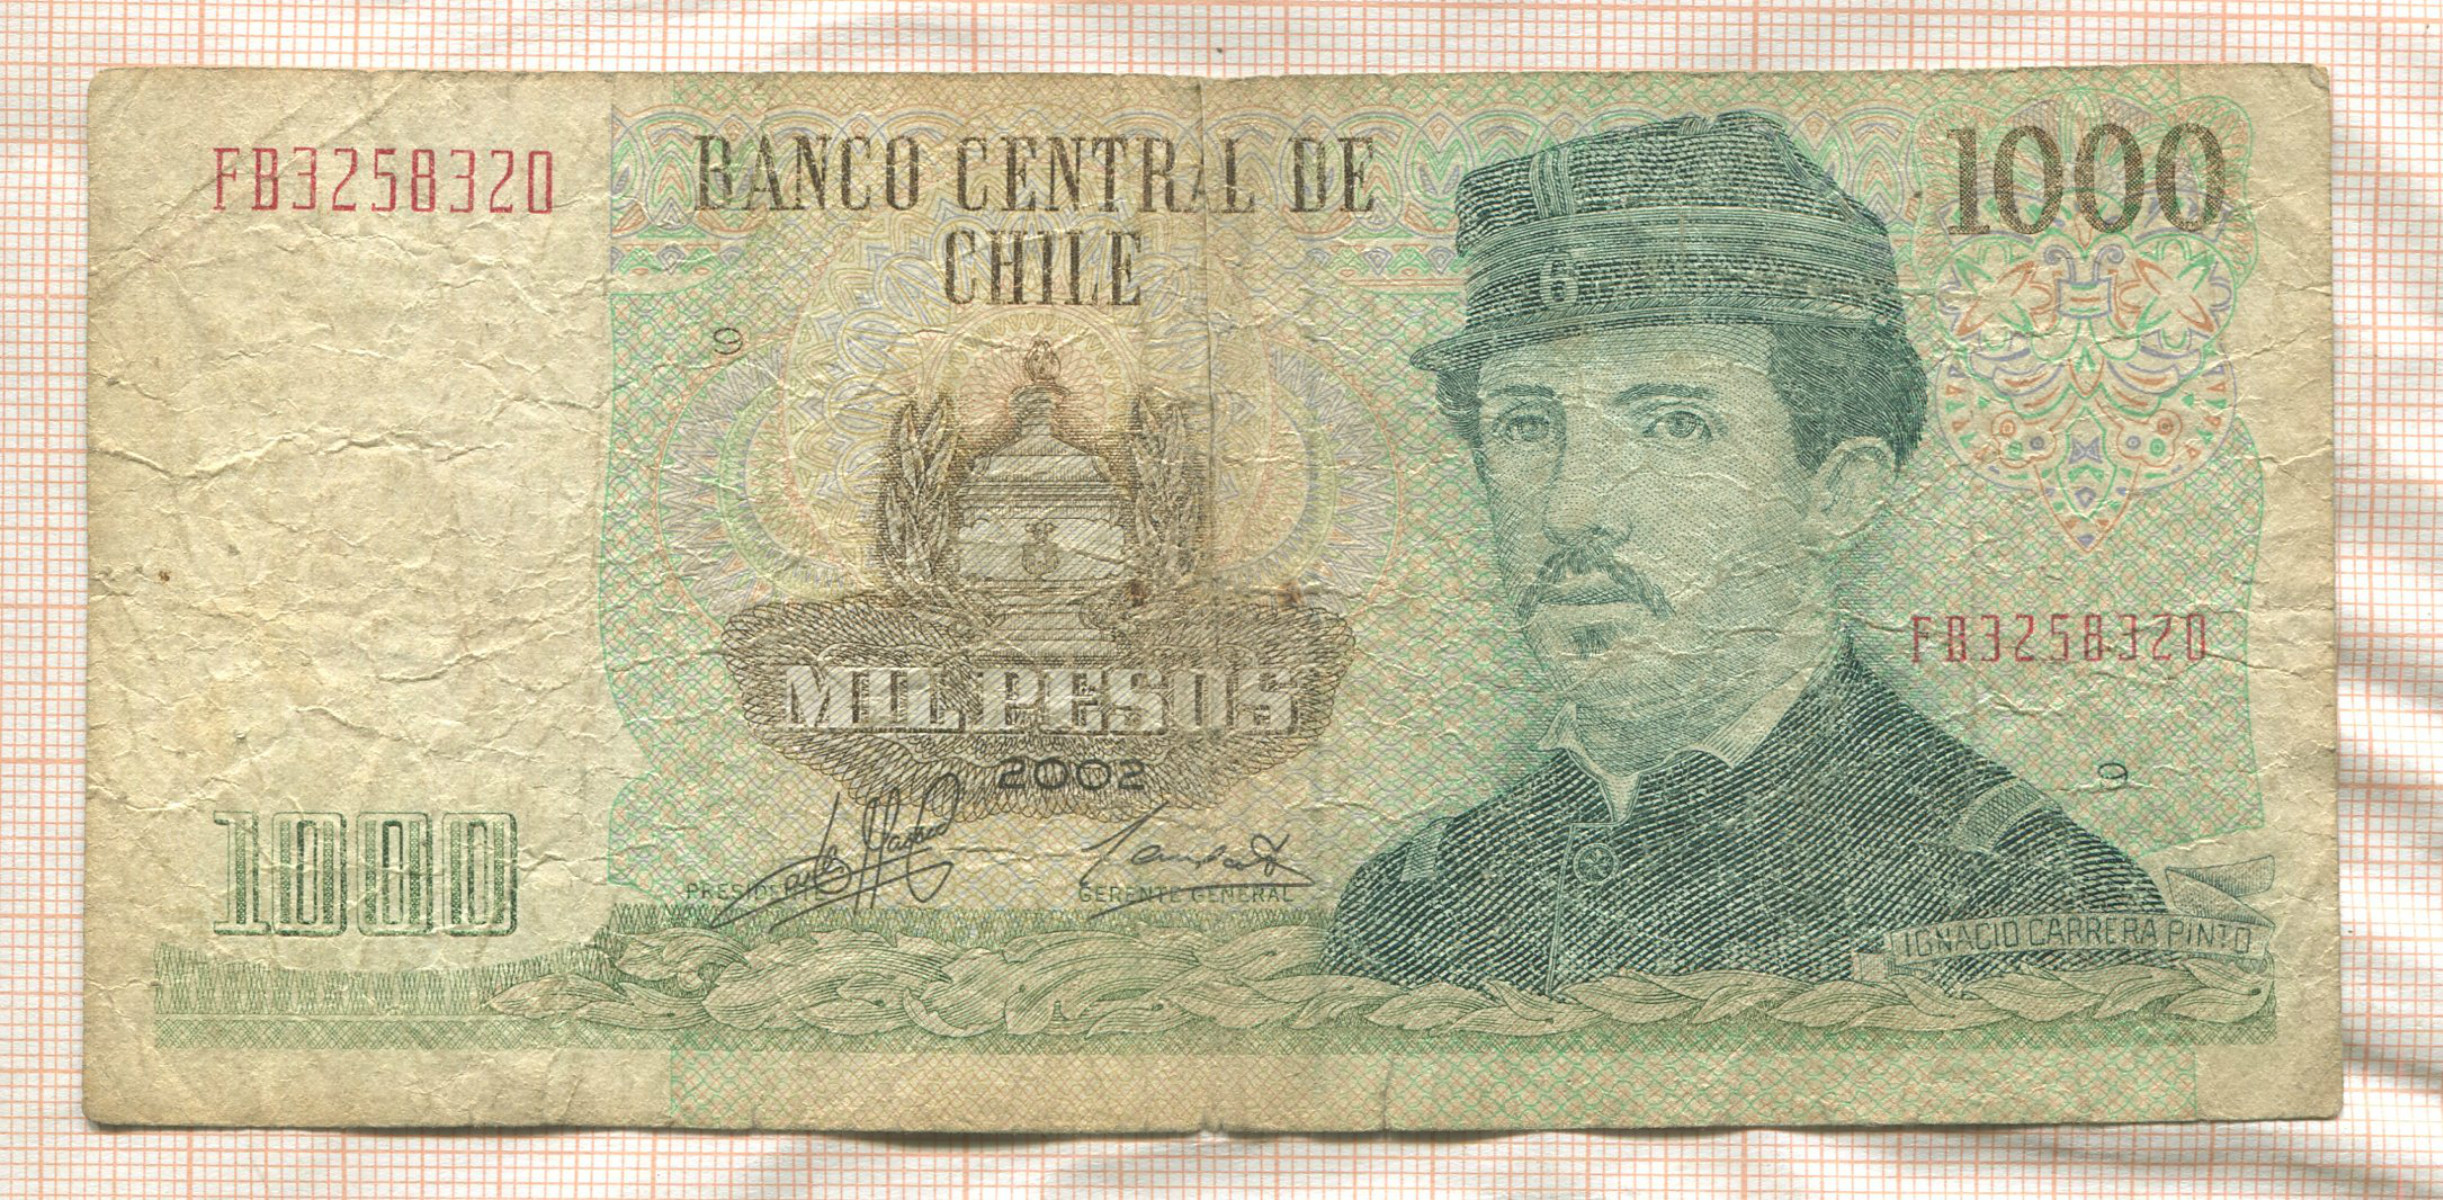 FB3258320
BANCO CENTRAL DE
CHILE
1000
9
6
FB3258320
MIL PESOS
2002
9
1000
PRESIDENTE
GERENTE GENERAL
IGNACIO CARRERA PINTO